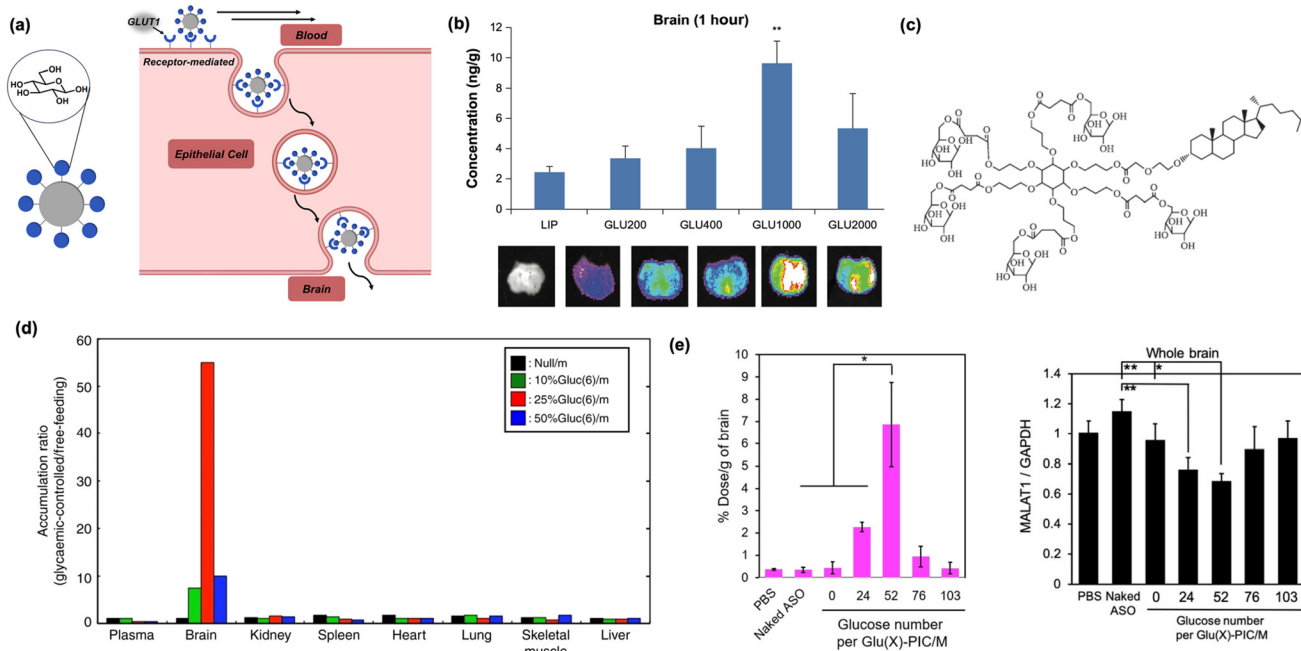 (a)
GLUT1
Blood
Receptor-mediated
OH
HO
HO
OH
OH
Epithelial Cell
Brain
(b)
Brain (1 hour)
**
Concentration (ng/g)
12
10
8
6
4
2
0
LIP
GLU200
GLU400
GLU1000
GLU2000
(c)
(d)
Accumulation ratio
(glycaemic-controlled/free-feeding)
60
50
40
30
20
10
0
: Null/m
: 10%Gluc(6)/m
: 25%Gluc(6)/m
: 50%Gluc(6)/m
Plasma
Brain
Kidney
Spleen
Heart
Lung
Skeletal
muscle
Liver
(e)
% Dose/g of brain
10
9
8
7
6
5
4
3
2
1
0
*
PBS
Naked ASO
0
24
52
76
103
Glucose number
per Glu(X)-PIC/M
Whole brain
** *
**
MALAT1 / GAPDH
1.4
1.2
1
0.8
0.6
0.4
0.2
0
PBS Naked
ASO
0
24
52
76
103
Glucose number
per Glu(X)-PIC/M